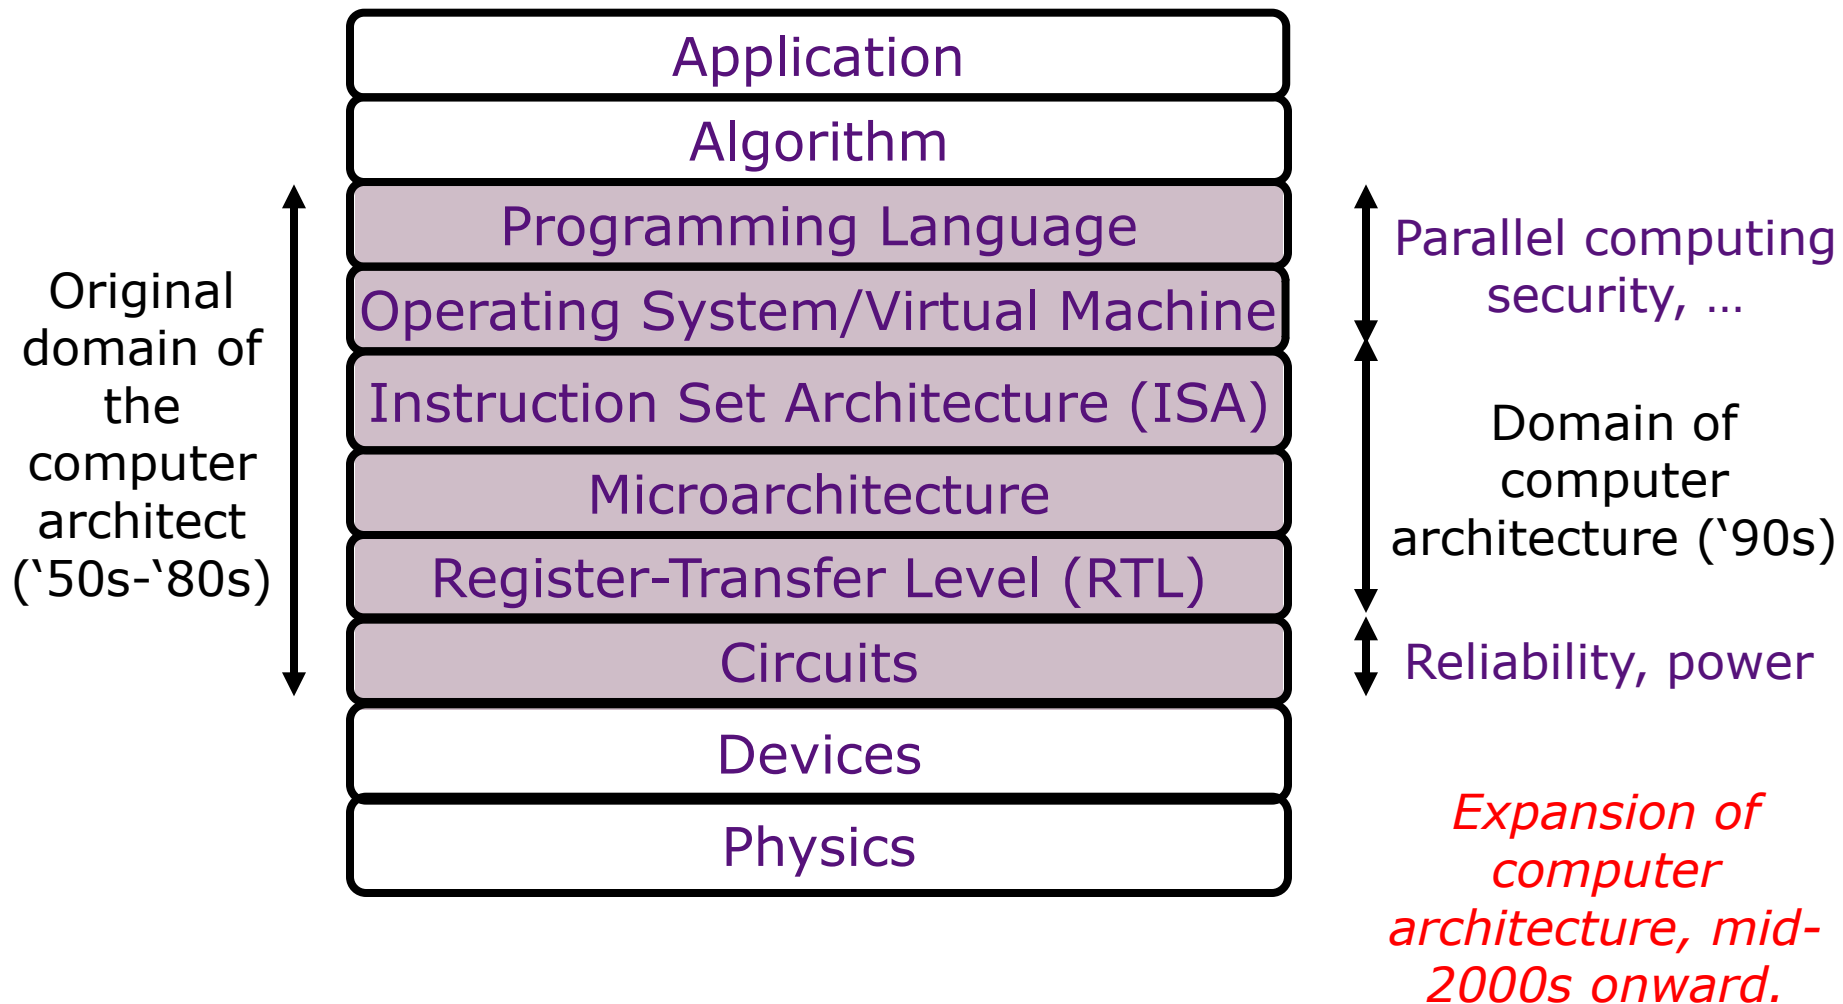 Application
Algorithm
Programming Language
Operating System/Virtual Machine
Instruction Set Architecture (ISA)
Microarchitecture
Register-Transfer Level (RTL)
Circuits
Devices
Physics
Original
domain of
the
computer
architect
(‘50s-‘80s)
Parallel computing
security, …
Domain of
computer
architecture (‘90s)
Reliability, power
Expansion of
computer
architecture, mid-
2000s onward.